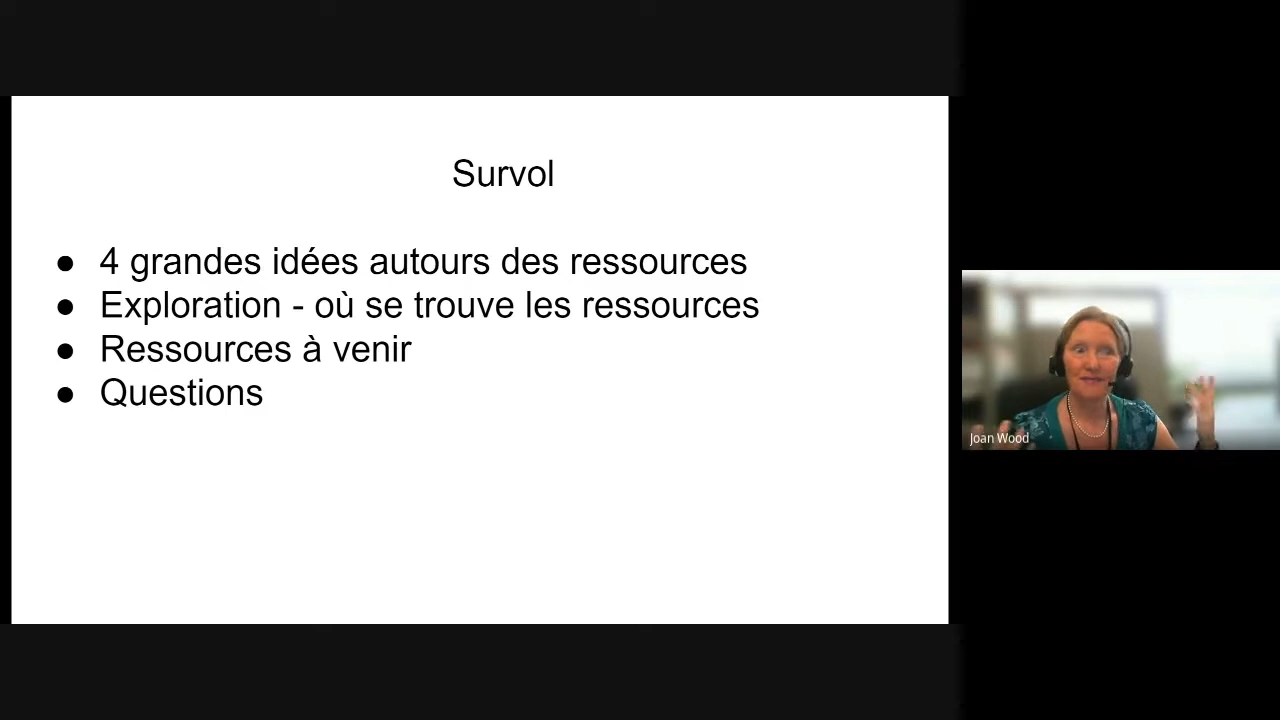 Survol
● 4 grandes idées autours des ressources
● Exploration - où se trouve les ressources
● Ressources à venir
● Questions
Joan Wood